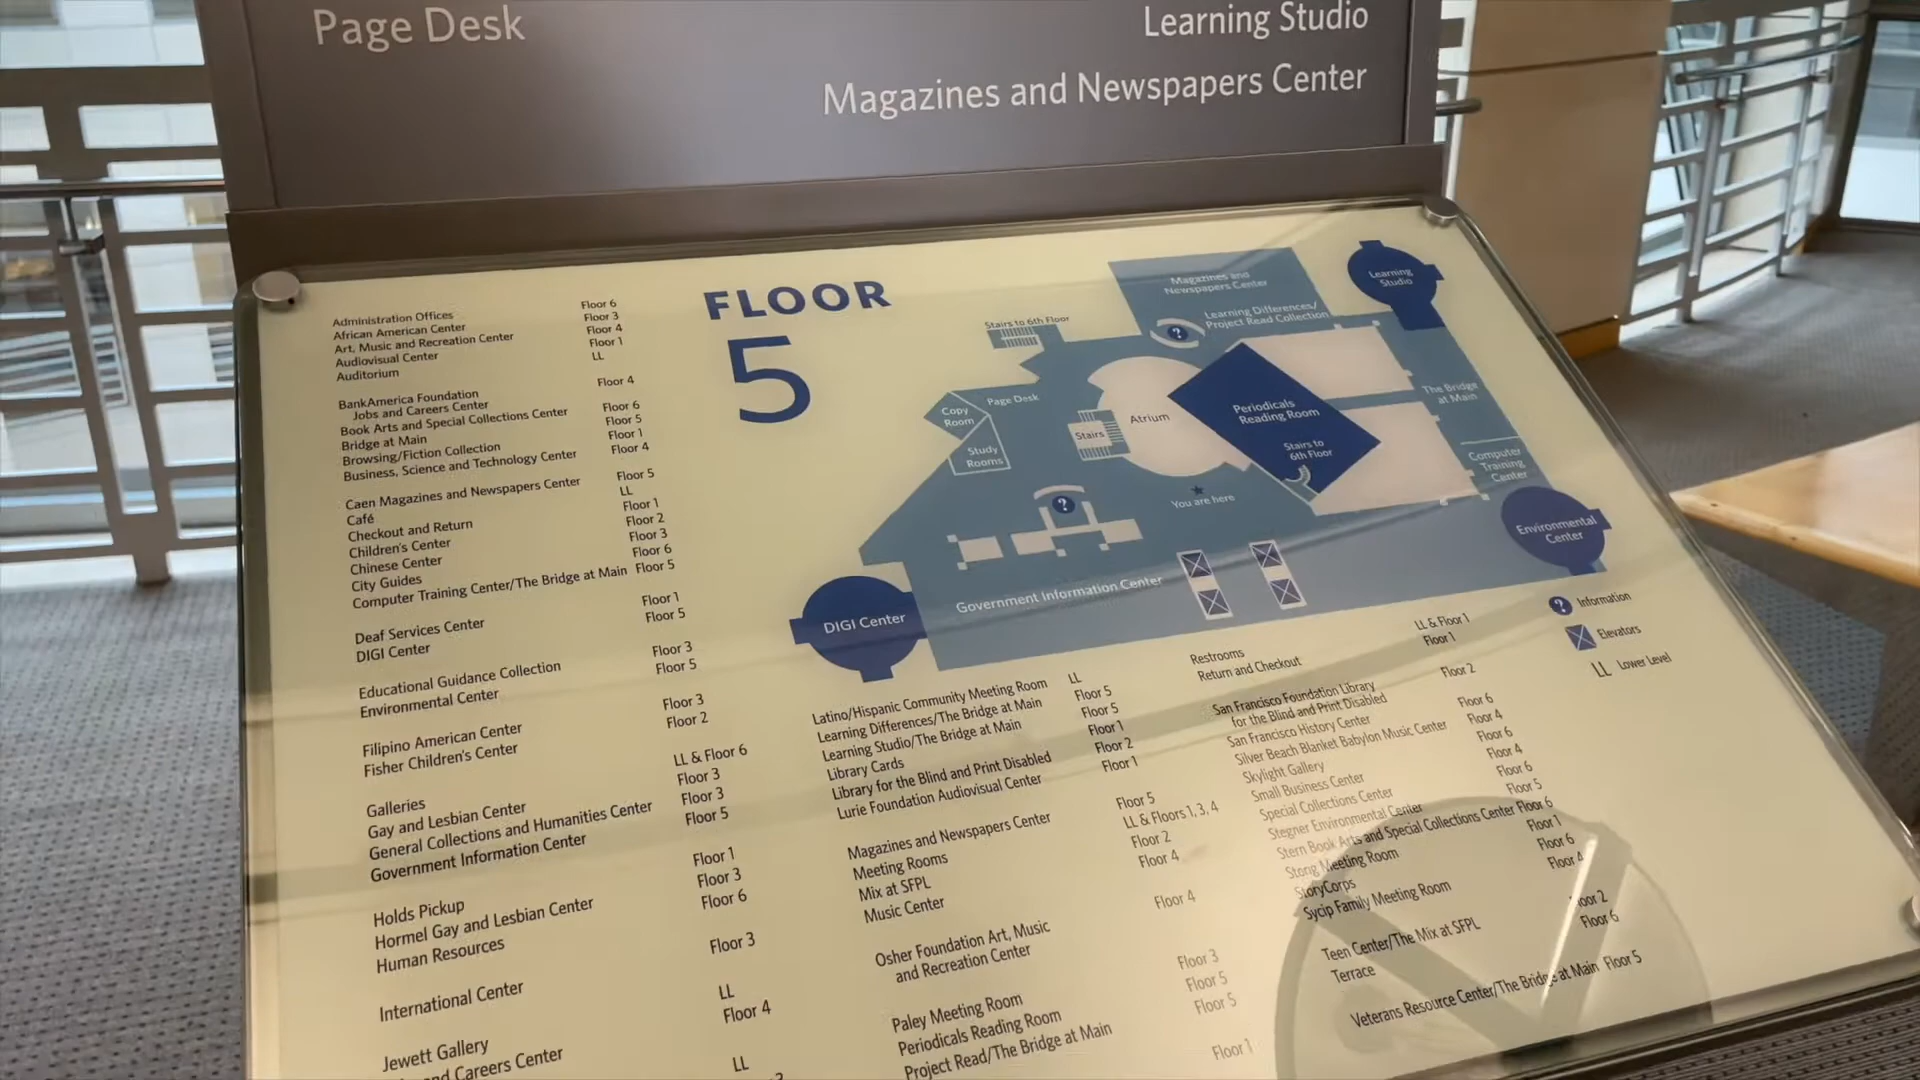 Page Desk
Learning Studio
Magazines and Newspapers Center
FLOOR
5
Administration Offices Floor 6
African American Center Floor 3
Art, Music and Recreation Center Floor 4
Audiovisual Center Floor 1
Auditorium LL
BankAmerica Foundation
Jobs and Careers Center Floor 4
Book Arts and Special Collections Center Floor 6
Bridge at Main Floor 5
Browsing/Fiction Collection Floor 1
Business, Science and Technology Center Floor 4
Caen Magazines and Newspapers Center Floor 5
Café LL
Checkout and Return Floor 1
Children's Center Floor 2
Chinese Center Floor 3
City Guides Floor 6
Computer Training Center/The Bridge at Main Floor 5
Deaf Services Center Floor 1
DIGI Center Floor 5
Educational Guidance Collection Floor 3
Environmental Center Floor 5
Filipino American Center Floor 3
Fisher Children's Center Floor 2
Galleries LL & Floor 6
Gay and Lesbian Center Floor 3
General Collections and Humanities Center Floor 3
Government Information Center Floor 5
Holds Pickup Floor 1
Hormel Gay and Lesbian Center Floor 3
Human Resources Floor 6
International Center Floor 3
Jewett Gallery LL
and Careers Center Floor 4
LL
Magazines and
Newspapers Center
Learning
Studio
Learning Differences/
Project Read Collection
?
Stairs to 6th Floor
Page Desk
Copy
Room
Study
Rooms
Stairs
Atrium
Periodicals
Reading Room
Stairs to
6th Floor
The Bridge
at Main
Computer
Training
Center
You are here
?
Environmental
Center
Government Information Center
DIGI Center
? Information
Elevators
LL Lower Level
Latino/Hispanic Community Meeting Room LL
Learning Differences/The Bridge at Main Floor 5
Learning Studio/The Bridge at Main Floor 5
Library Cards Floor 1
Library for the Blind and Print Disabled Floor 2
Lurie Foundation Audiovisual Center Floor 1
Magazines and Newspapers Center Floor 5
Meeting Rooms LL & Floors 1, 3, 4
Mix at SFPL Floor 2
Music Center Floor 4
Osher Foundation Art, Music
and Recreation Center Floor 4
Paley Meeting Room Floor 3
Periodicals Reading Room Floor 5
Project Read/The Bridge at Main Floor 5
Floor 1
Restrooms LL & Floor 1
Return and Checkout Floor 1
San Francisco Foundation Library
for the Blind and Print Disabled Floor 2
San Francisco History Center Floor 6
Silver Beach Blanket Babylon Music Center Floor 4
Skylight Gallery Floor 6
Small Business Center Floor 4
Special Collections Center Floor 6
Stegner Environmental Center Floor 5
Stern Book Arts and Special Collections Center Floor 6
Stong Meeting Room Floor 1
StoryCorps Floor 6
Sycip Family Meeting Room Floor 4
Teen Center/The Mix at SFPL Floor 2
Terrace Floor 6
Veterans Resource Center/The Bridge at Main Floor 5